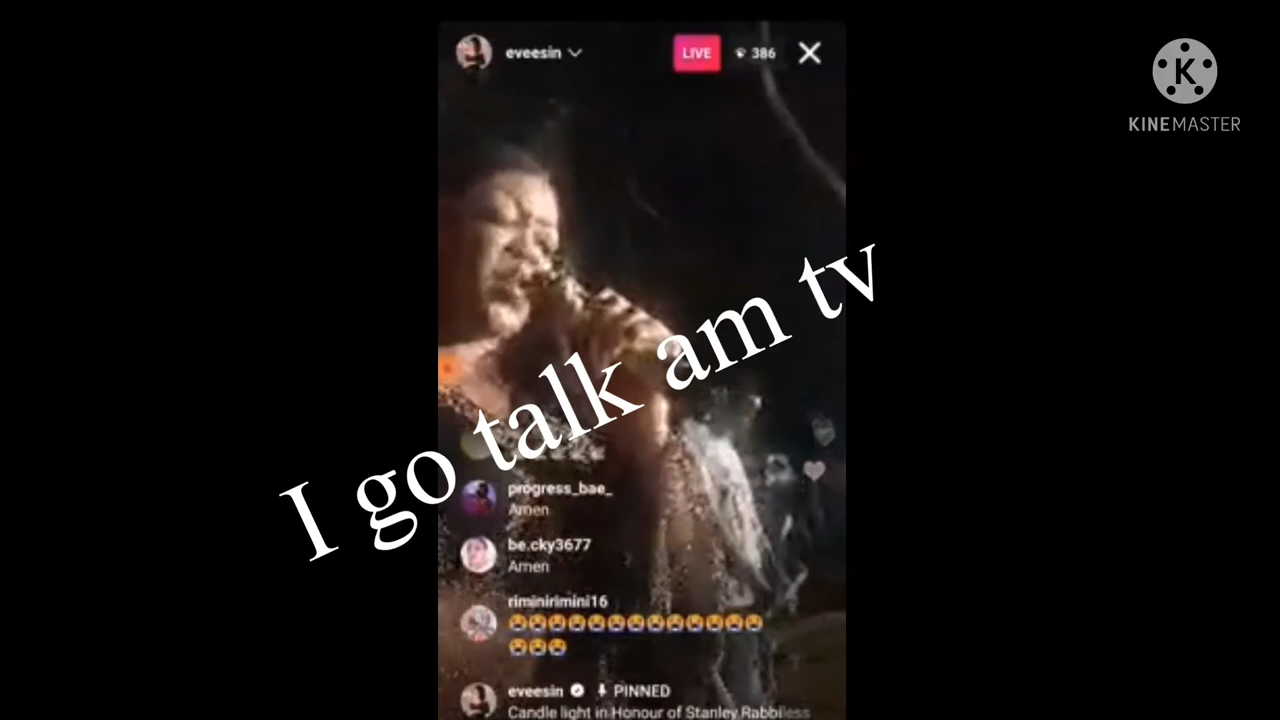 eveesin
LIVE
386
K
KINEMASTER
I go talk am tv
progress_bae_
Amen
be.cky3677
Amen
riminirimini16
😭😭😭😭😭😭😭😭😭😭😭😭😭
😭😭😭
eveesin PINNED
Candle light in Honour of Stanley Rabbiless